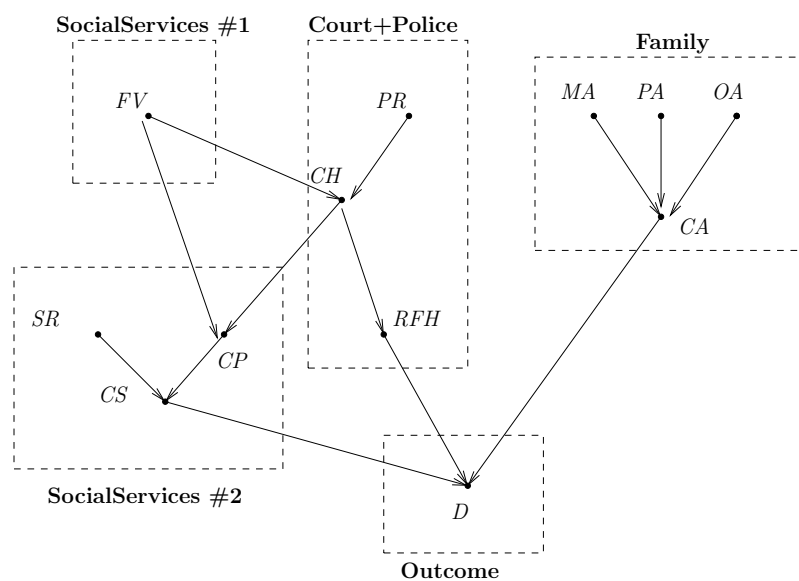 SocialServices #1
Court+Police
Family
FV
PR
MA
PA
OA
CH
CA
SR
CP
RFH
CS
SocialServices #2
D
Outcome